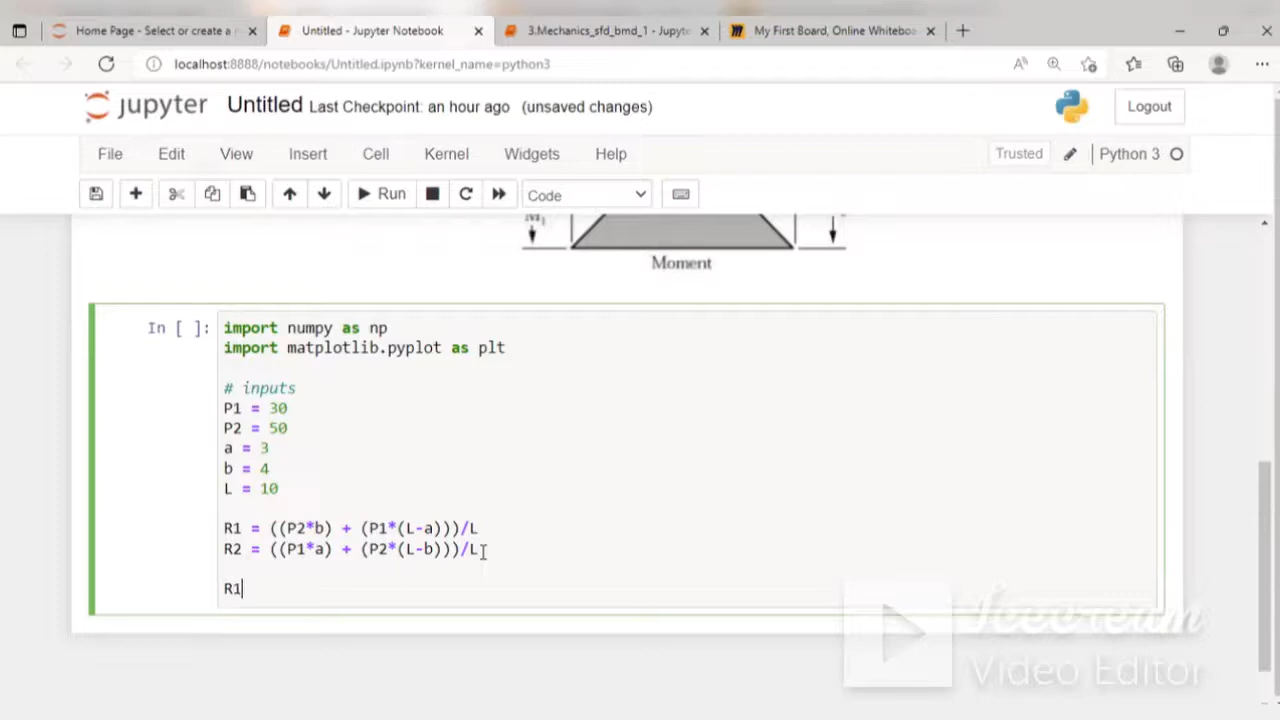 Home Page - Select or create a n
Untitled - Jupyter Notebook
3.Mechanics_sfd_bmd_1 - Jupyte
My First Board, Online Whiteboa
localhost:8888/notebooks/Untitled.ipynb?kernel_name=python3
jupyter Untitled Last Checkpoint: an hour ago (unsaved changes)
Logout
File Edit View Insert Cell Kernel Widgets Help
Trusted Python 3
Run Code
Moment
In [ ]:
import numpy as np
import matplotlib.pyplot as plt
# inputs
P1 = 30
P2 = 50
a = 3
b = 4
L = 10
R1 = ((P2*b) + (P1*(L-a)))/L
R2 = ((P1*a) + (P2*(L-b)))/L
R1
Icecream
Video Editor